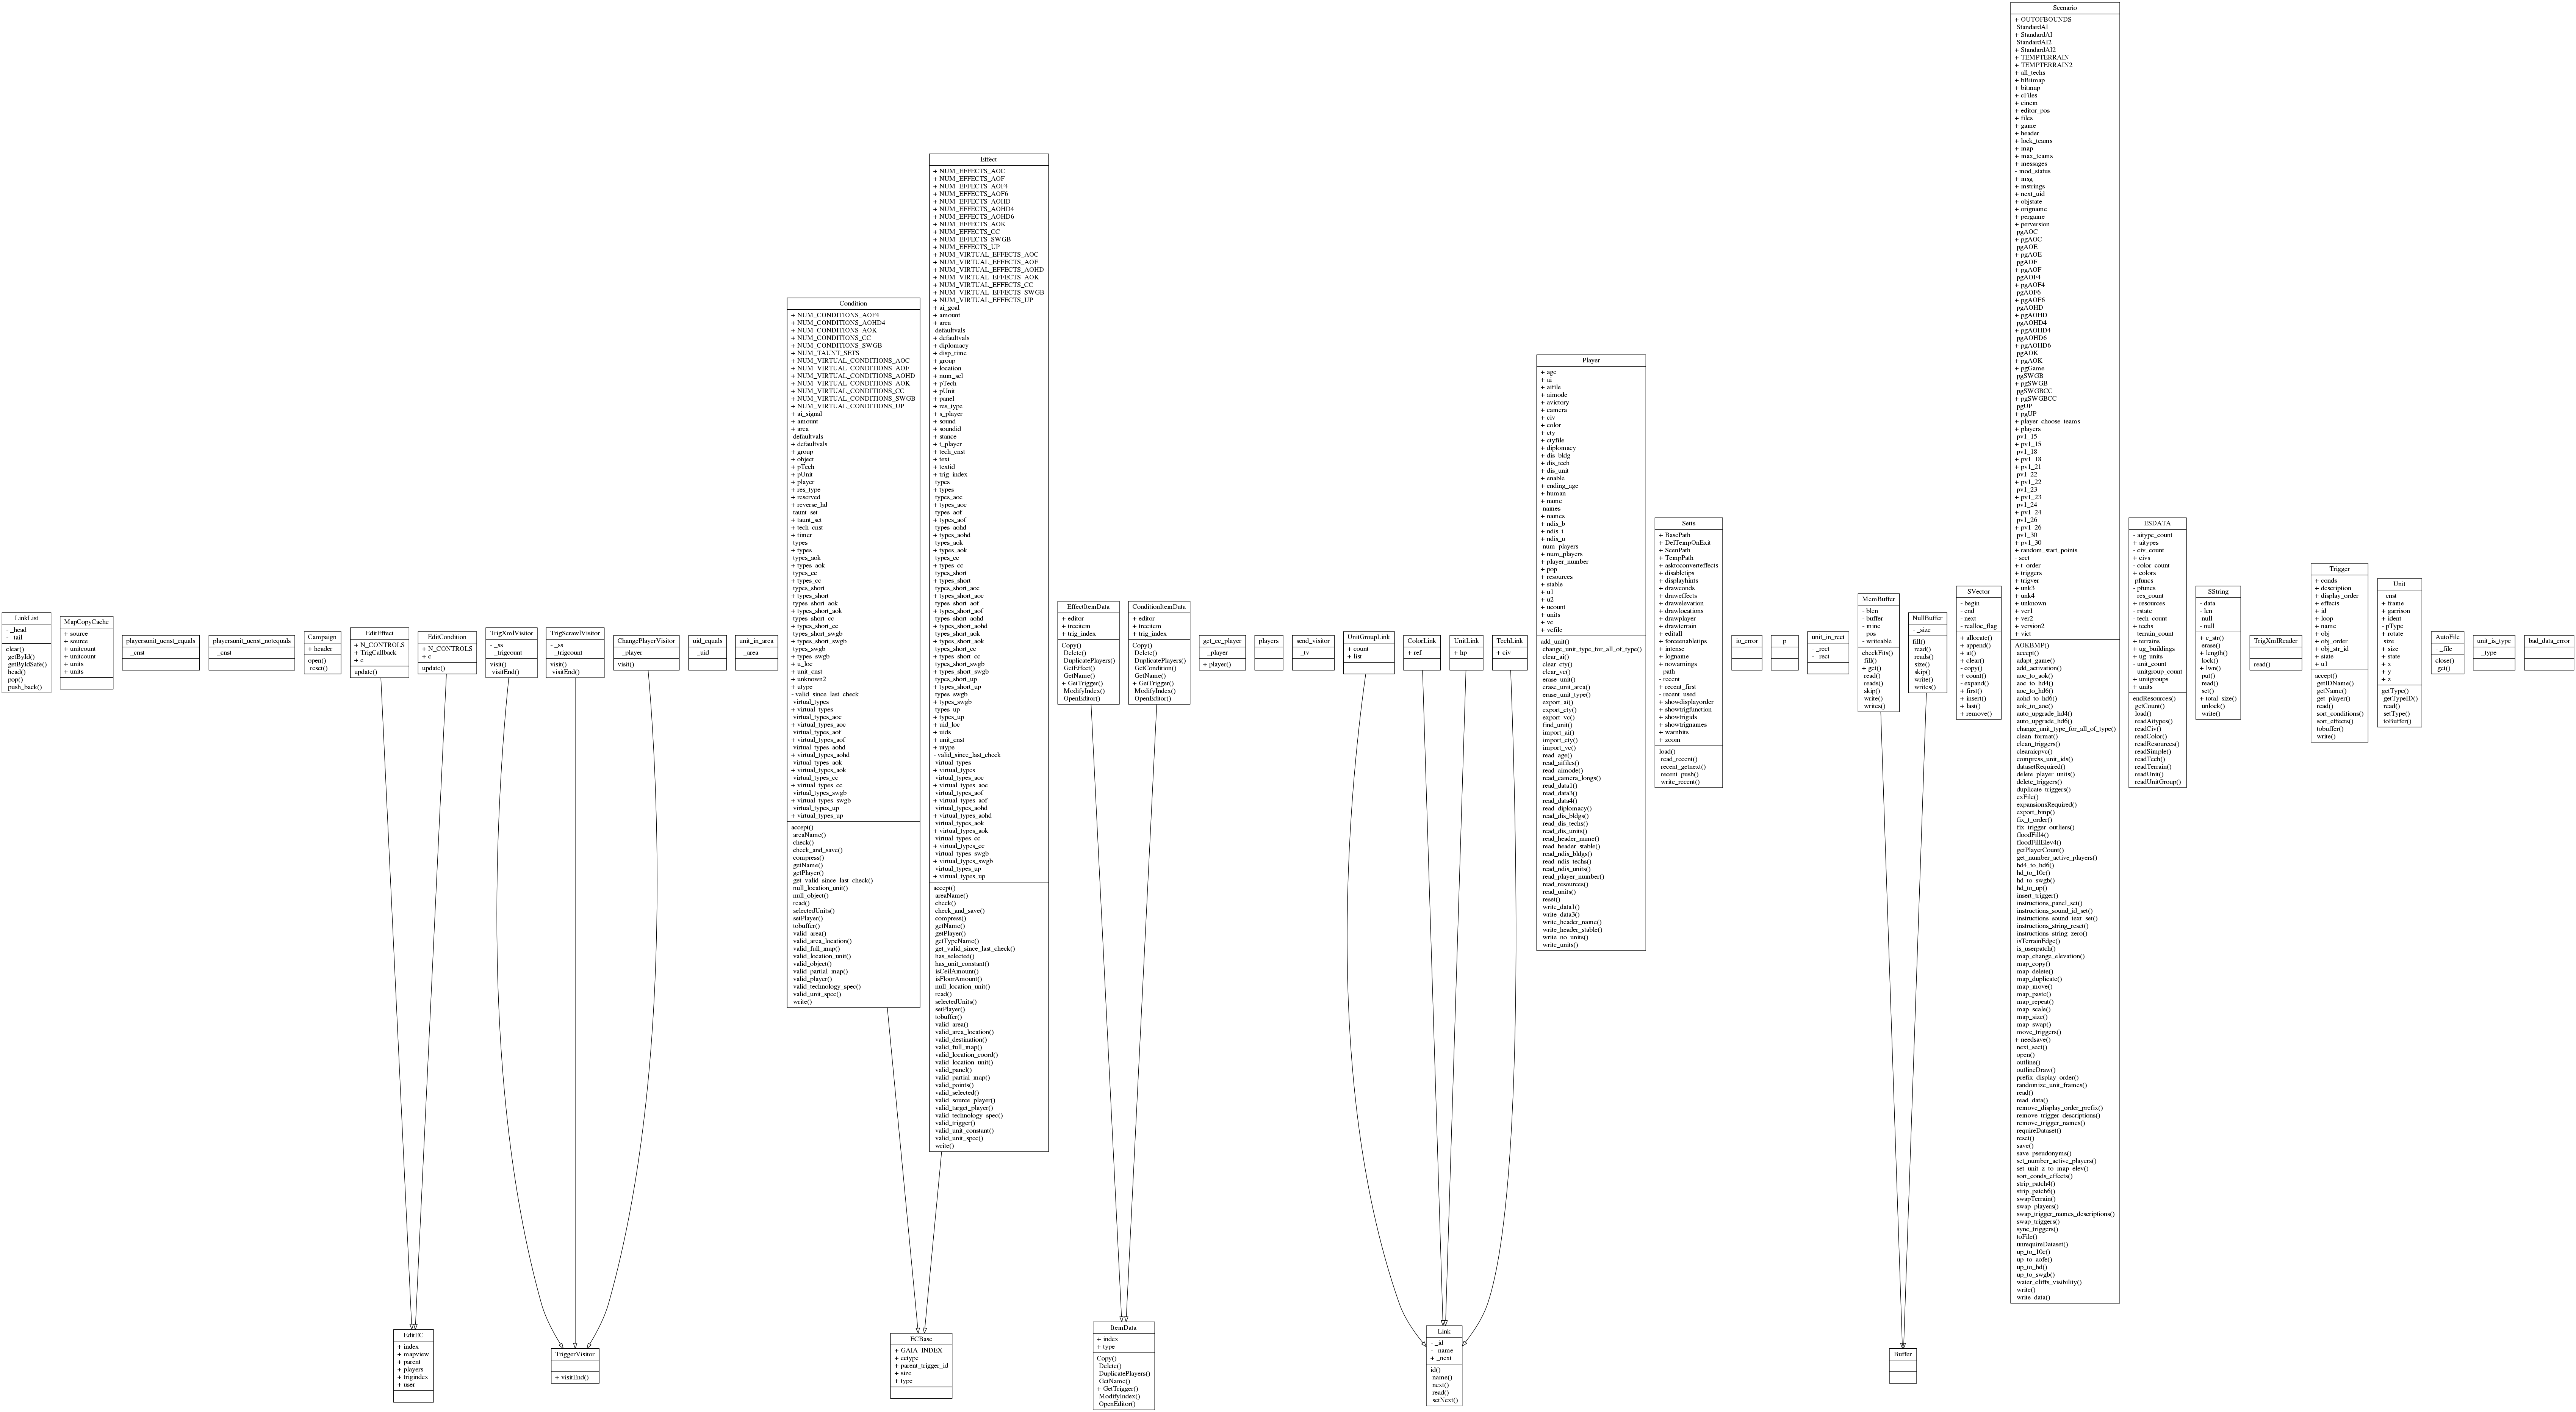 LinkList
- _head
- _tail
clear()
getById()
getByIdSafe()
head()
pop()
push_back()
MapCopyCache
+ source
+ source
+ unitcount
+ unitcount
+ units
+ units
playersunit_ucnst_equals
- _cnst
playersunit_ucnst_notequals
- _cnst
Campaign
+ header
open()
reset()
EditEffect
+ N_CONTROLS
+ TrigCallback
+ e
update()
EditCondition
+ N_CONTROLS
+ c
update()
TrigXmlVisitor
- _ss
- _trigcount
visit()
visitEnd()
TrigScrawlVisitor
- _ss
- _trigcount
visit()
visitEnd()
ChangePlayerVisitor
- _player
visit()
uid_equals
- _uid
unit_in_area
- _area
Condition
+ NUM_CONDITIONS_AOF4
+ NUM_CONDITIONS_AOHD4
+ NUM_CONDITIONS_AOK
+ NUM_CONDITIONS_CC
+ NUM_CONDITIONS_SWGB
+ NUM_TAUNT_SETS
+ NUM_VIRTUAL_CONDITIONS_AOC
+ NUM_VIRTUAL_CONDITIONS_AOF
+ NUM_VIRTUAL_CONDITIONS_AOHD
+ NUM_VIRTUAL_CONDITIONS_AOK
+ NUM_VIRTUAL_CONDITIONS_CC
+ NUM_VIRTUAL_CONDITIONS_SWGB
+ NUM_VIRTUAL_CONDITIONS_UP
+ ai_signal
+ amount
+ area
defaultvals
+ defaultvals
+ group
+ object
+ pTech
+ pUnit
+ player
+ res_type
+ reserved
+ reverse_hd
taunt_set
+ taunt_set
+ tech_cnst
+ timer
types
+ types
types_aok
+ types_aok
types_cc
+ types_cc
types_short
+ types_short
types_short_aok
+ types_short_aok
types_short_cc
+ types_short_cc
types_short_swgb
+ types_short_swgb
types_swgb
+ types_swgb
+ u_loc
+ unit_cnst
+ unknown2
+ utype
- valid_since_last_check
virtual_types
+ virtual_types
virtual_types_aoc
+ virtual_types_aoc
virtual_types_aof
+ virtual_types_aof
virtual_types_aohd
+ virtual_types_aohd
virtual_types_aok
+ virtual_types_aok
virtual_types_cc
+ virtual_types_cc
virtual_types_swgb
+ virtual_types_swgb
virtual_types_up
+ virtual_types_up
accept()
areaName()
check()
check_and_save()
compress()
getName()
getPlayer()
get_valid_since_last_check()
null_location_unit()
null_object()
read()
selectedUnits()
setPlayer()
tobuffer()
valid_area()
valid_area_location()
valid_full_map()
valid_location_unit()
valid_object()
valid_partial_map()
valid_player()
valid_technology_spec()
valid_unit_spec()
write()
Effect
+ NUM_EFFECTS_AOC
+ NUM_EFFECTS_AOF
+ NUM_EFFECTS_AOF4
+ NUM_EFFECTS_AOF6
+ NUM_EFFECTS_AOHD
+ NUM_EFFECTS_AOHD4
+ NUM_EFFECTS_AOHD6
+ NUM_EFFECTS_AOK
+ NUM_EFFECTS_CC
+ NUM_EFFECTS_SWGB
+ NUM_EFFECTS_UP
+ NUM_VIRTUAL_EFFECTS_AOC
+ NUM_VIRTUAL_EFFECTS_AOF
+ NUM_VIRTUAL_EFFECTS_AOHD
+ NUM_VIRTUAL_EFFECTS_AOK
+ NUM_VIRTUAL_EFFECTS_CC
+ NUM_VIRTUAL_EFFECTS_SWGB
+ NUM_VIRTUAL_EFFECTS_UP
+ ai_goal
+ amount
+ area
defaultvals
+ defaultvals
+ diplomacy
+ disp_time
+ group
+ location
+ num_sel
+ pTech
+ pUnit
+ panel
+ res_type
+ s_player
+ sound
+ soundid
+ stance
+ t_player
+ tech_cnst
+ text
+ textid
+ trig_index
types
+ types
types_aoc
+ types_aoc
types_aof
+ types_aof
types_aohd
+ types_aohd
types_aok
+ types_aok
types_cc
+ types_cc
types_short
+ types_short
types_short_aoc
+ types_short_aoc
types_short_aof
+ types_short_aof
types_short_aohd
+ types_short_aohd
types_short_aok
+ types_short_aok
types_short_cc
+ types_short_cc
types_short_swgb
+ types_short_swgb
types_short_up
+ types_short_up
types_swgb
+ types_swgb
types_up
+ types_up
+ uid_loc
+ uids
+ unit_cnst
+ utype
- valid_since_last_check
virtual_types
+ virtual_types
virtual_types_aoc
+ virtual_types_aoc
virtual_types_aof
+ virtual_types_aof
virtual_types_aohd
+ virtual_types_aohd
virtual_types_aok
+ virtual_types_aok
virtual_types_cc
+ virtual_types_cc
virtual_types_swgb
+ virtual_types_swgb
virtual_types_up
+ virtual_types_up
accept()
areaName()
check()
check_and_save()
compress()
getName()
getPlayer()
getTypeName()
get_valid_since_last_check()
has_selected()
has_unit_constant()
isCeilAmount()
isFloorAmount()
null_location_unit()
read()
selectedUnits()
setPlayer()
tobuffer()
valid_area()
valid_area_location()
valid_destination()
valid_full_map()
valid_location_coord()
valid_location_unit()
valid_panel()
valid_partial_map()
valid_points()
valid_selected()
valid_source_player()
valid_target_player()
valid_technology_spec()
valid_trigger()
valid_unit_constant()
valid_unit_spec()
write()
EffectItemData
+ editor
+ treeitem
+ trig_index
Copy()
Delete()
DuplicatePlayers()
GetEffect()
GetName()
+ GetTrigger()
ModifyIndex()
OpenEditor()
ConditionItemData
+ editor
+ treeitem
+ trig_index
Copy()
Delete()
DuplicatePlayers()
GetCondition()
GetName()
+ GetTrigger()
ModifyIndex()
OpenEditor()
get_ec_player
- _player
+ player()
players
send_visitor
- _tv
UnitGroupLink
+ count
+ list
ColorLink
+ ref
UnitLink
+ hp
TechLink
+ civ
Player
+ age
+ ai
+ aifile
+ aimode
+ avictory
+ camera
+ civ
+ color
+ cty
+ ctyfile
+ diplomacy
+ dis_bldg
+ dis_tech
+ dis_unit
+ enable
+ ending_age
+ human
+ name
names
+ names
+ ndis_b
+ ndis_t
+ ndis_u
num_players
+ num_players
+ player_number
+ pop
+ resources
+ stable
+ u1
+ u2
+ ucount
+ units
+ vc
+ vcfile
add_unit()
change_unit_type_for_all_of_type()
clear_ai()
clear_cty()
clear_vc()
erase_unit()
erase_unit_area()
erase_unit_type()
export_ai()
export_cty()
export_vc()
find_unit()
import_ai()
import_cty()
import_vc()
read_age()
read_aifiles()
read_aimode()
read_camera_longs()
read_data1()
read_data3()
read_data4()
read_diplomacy()
read_dis_bldgs()
read_dis_techs()
read_dis_units()
read_header_name()
read_header_stable()
read_ndis_bldgs()
read_ndis_techs()
read_ndis_units()
read_player_number()
read_resources()
read_units()
reset()
write_data1()
write_data3()
write_header_name()
write_header_stable()
write_no_units()
write_units()
Setts
+ BasePath
+ DelTempOnExit
+ ScenPath
+ TempPath
+ asktoconverteffects
+ disabletips
+ displayhints
+ drawconds
+ draweffects
+ drawelevation
+ drawlocations
+ drawplayer
+ drawterrain
+ editall
+ forceenabletips
+ intense
+ logname
+ nowarnings
- path
- recent
+ recent_first
- recent_used
+ showdisplayorder
+ showtrigfunction
+ showtrigids
+ showtrignames
+ warnbits
+ zoom
load()
read_recent()
recent_getnext()
recent_push()
write_recent()
io_error
p
unit_in_rect
- _rect
- _rect
MemBuffer
- blen
- buffer
- mine
- pos
- writeable
checkFits()
fill()
+ get()
read()
reads()
skip()
write()
writes()
NullBuffer
- _size
fill()
read()
reads()
size()
skip()
write()
writes()
SVector
- begin
- end
- next
- realloc_flag
+ allocate()
+ append()
+ at()
+ clear()
- copy()
+ count()
- expand()
+ first()
+ insert()
+ last()
+ remove()
Scenario
+ OUTOFBOUNDS
StandardAI
+ StandardAI
StandardAI2
+ StandardAI2
+ TEMPTERRAIN
+ TEMPTERRAIN2
+ all_techs
+ bBitmap
+ bitmap
+ cFiles
+ cinem
+ editor_pos
+ files
+ game
+ header
+ lock_teams
+ map
+ max_teams
+ messages
- mod_status
+ msg
+ mstrings
+ next_uid
+ objstate
+ origname
+ pergame
+ perversion
pgAOC
+ pgAOC
pgAOE
+ pgAOE
pgAOF
+ pgAOF
pgAOF4
+ pgAOF4
pgAOF6
+ pgAOF6
pgAOHD
+ pgAOHD
pgAOHD4
+ pgAOHD4
pgAOHD6
+ pgAOHD6
pgAOK
+ pgAOK
+ pgGame
pgSWGB
+ pgSWGB
pgSWGBCC
+ pgSWGBCC
pgUP
+ pgUP
+ player_choose_teams
+ players
pv1_15
+ pv1_15
pv1_18
+ pv1_18
+ pv1_21
pv1_22
+ pv1_22
pv1_23
+ pv1_23
pv1_24
+ pv1_24
pv1_26
+ pv1_26
pv1_30
+ pv1_30
+ random_start_points
- sect
+ t_order
+ triggers
+ trigver
+ unk3
+ unk4
+ unknown
+ ver1
+ ver2
+ version2
+ vict
AOKBMP()
accept()
adapt_game()
add_activation()
aoc_to_aok()
aoc_to_hd4()
aoc_to_hd6()
aohd_to_hd6()
aok_to_aoc()
auto_upgrade_hd4()
auto_upgrade_hd6()
change_unit_type_for_all_of_type()
clean_format()
clean_triggers()
clearaicpvc()
compress_unit_ids()
datasetRequired()
delete_player_units()
delete_triggers()
duplicate_triggers()
exFile()
expansionsRequired()
export_bmp()
fix_t_order()
fix_trigger_outliers()
floodFill4()
floodFillElev4()
getPlayerCount()
get_number_active_players()
hd4_to_hd6()
hd_to_10c()
hd_to_swgb()
hd_to_up()
insert_trigger()
instructions_panel_set()
instructions_sound_id_set()
instructions_sound_text_set()
instructions_string_reset()
instructions_string_zero()
isTerrainEdge()
is_userpatch()
map_change_elevation()
map_copy()
map_delete()
map_duplicate()
map_move()
map_paste()
map_repeat()
map_scale()
map_size()
map_swap()
move_triggers()
+ needsave()
next_sect()
open()
outline()
outlineDraw()
prefix_display_order()
randomize_unit_frames()
read()
read_data()
remove_display_order_prefix()
remove_trigger_descriptions()
remove_trigger_names()
requireDataset()
reset()
save()
save_pseudonyms()
set_number_active_players()
set_unit_z_to_map_elev()
sort_conds_effects()
strip_patch4()
strip_patch6()
swapTerrain()
swap_players()
swap_trigger_names_descriptions()
swap_triggers()
sync_triggers()
toFile()
unrequireDataset()
up_to_10c()
up_to_aofe()
up_to_hd()
up_to_swgb()
water_cliffs_visibility()
write()
write_data()
ESDATA
- aitype_count
+ aitypes
- civ_count
+ civs
- color_count
+ colors
pfuncs
- pfuncs
- res_count
+ resources
- rstate
- tech_count
+ techs
- terrain_count
+ terrains
+ ug_buildings
+ ug_units
- unit_count
- unitgroup_count
+ unitgroups
+ units
endResources()
getCount()
load()
readAitypes()
readCiv()
readColor()
readResources()
readSimple()
readTech()
readTerrain()
readUnit()
readUnitGroup()
SString
- data
- len
null
- null
+ c_str()
erase()
+ length()
lock()
+ lxvn()
put()
read()
set()
+ total_size()
unlock()
write()
TrigXmlReader
read()
Trigger
+ conds
+ description
+ display_order
+ effects
+ id
+ loop
+ name
+ obj
+ obj_order
+ obj_str_id
+ state
+ u1
accept()
getIDName()
getName()
get_player()
read()
sort_conditions()
sort_effects()
tobuffer()
write()
Unit
- cnst
+ frame
+ garrison
+ ident
- pType
+ rotate
size
+ size
+ state
+ x
+ y
+ z
getType()
getTypeID()
read()
setType()
toBuffer()
AutoFile
- _file
close()
get()
unit_is_type
- _type
bad_data_error
EditEC
+ index
+ mapview
+ parent
+ players
+ trigindex
+ user
TriggerVisitor
+ visitEnd()
ECBase
+ GAIA_INDEX
+ ectype
+ parent_trigger_id
+ size
+ type
ItemData
+ index
+ type
Copy()
Delete()
DuplicatePlayers()
GetName()
+ GetTrigger()
ModifyIndex()
OpenEditor()
Link
- _id
- _name
+ _next
id()
name()
next()
read()
setNext()
Buffer